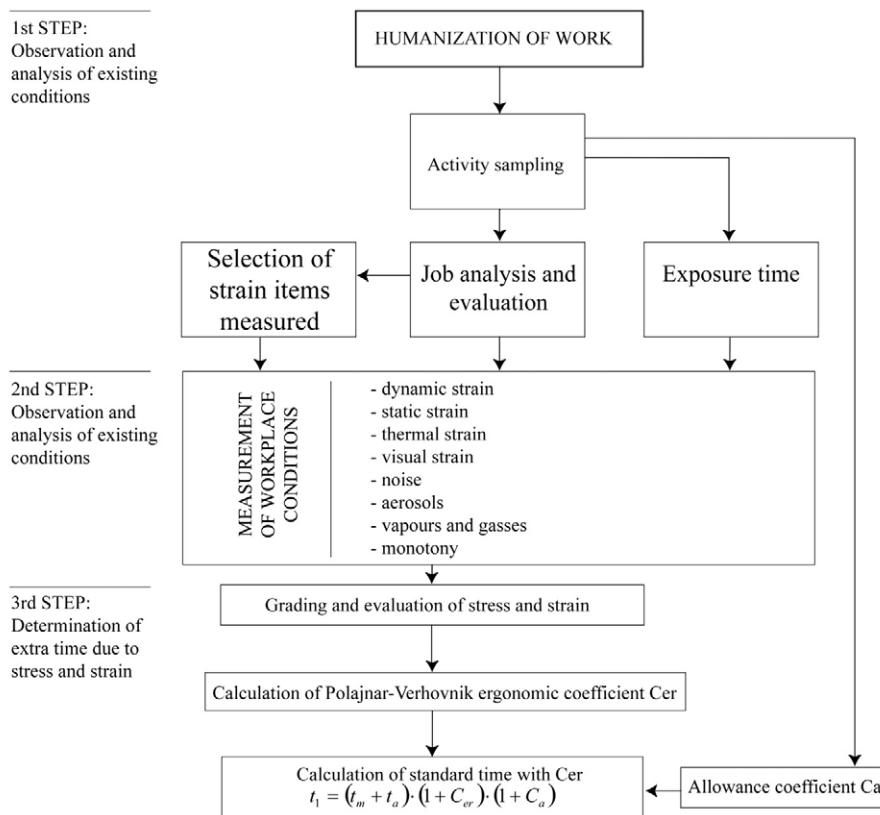 1st STEP:
Observation and
analysis of existing
conditions
HUMANIZATION OF WORK
Activity sampling
Selection of
strain items
measured
Job analysis and
evaluation
Exposure time
2nd STEP:
Observation and
analysis of existing
conditions
MEASUREMENT
OF WORKPLACE
CONDITIONS
- dynamic strain
- static strain
- thermal strain
- visual strain
- noise
- aerosols
- vapours and gasses
- monotony
3rd STEP:
Determination of
extra time due to
stress and strain
Grading and evaluation of stress and strain
Calculation of Polajnar-Verhovnik ergonomic coefficient Cer
Calculation of standard time with Cer
t₁ = (tₘ + tₐ)·(1 + Cₑᵣ)·(1 + Cₐ)
Allowance coefficient Ca